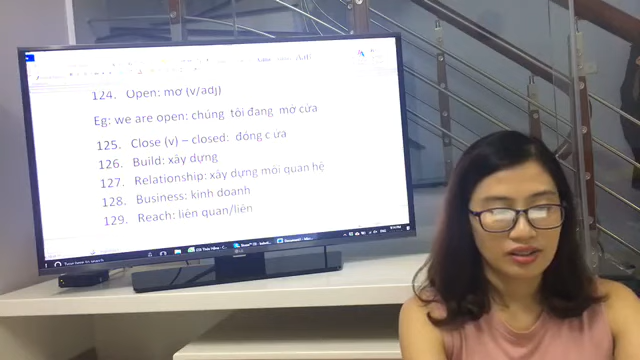 124. Open: mở (v/adj)
Eg: we are open: chúng tôi đang mở cửa
125. Close (v) – closed: đóng c ửa
126. Build: xây dựng
127. Relationship: xây dựng mối quan hệ
128. Business: kinh doanh
129. Reach: liên quan/liên